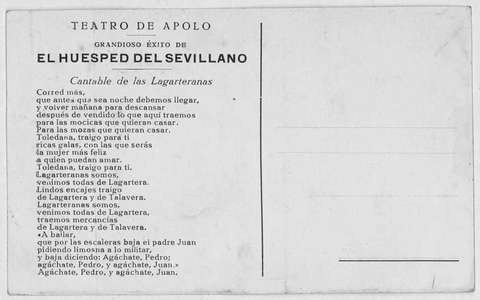 TEATRO DE APOLO
GRANDIOSO ÉXITO DE
EL HUESPED DEL SEVILLANO
Cantable de las Lagarteranas
Corred más,
que antes que sea noche debemos llegar,
y volver mañana para descansar
después de vendido lo que aquí traemos
para las mocicas que quieran casar.
Para las mozas que quieran casar.
Toledana, traigo para ti
ricas galas, con las que serás
la mujer más feliz
a quien puedan amar.
Toledana, traigo para ti.
Lagarteranas somos,
venimos todas de Lagartera.
Lindos encajes traigo
de Lagartera y de Talavera.
Lagarteranas somos,
venimos todas de Lagartera,
traemos mercancías
de Lagartera y de Talavera.
«A bailar,
que por las escaleras baja el padre Juan
pidiendo limosna a lo militar,
y baja diciendo: Agáchate, Pedro;
agáchate, Pedro, y agáchate, Juan.»
Agáchate, Pedro, y agáchate, Juan.